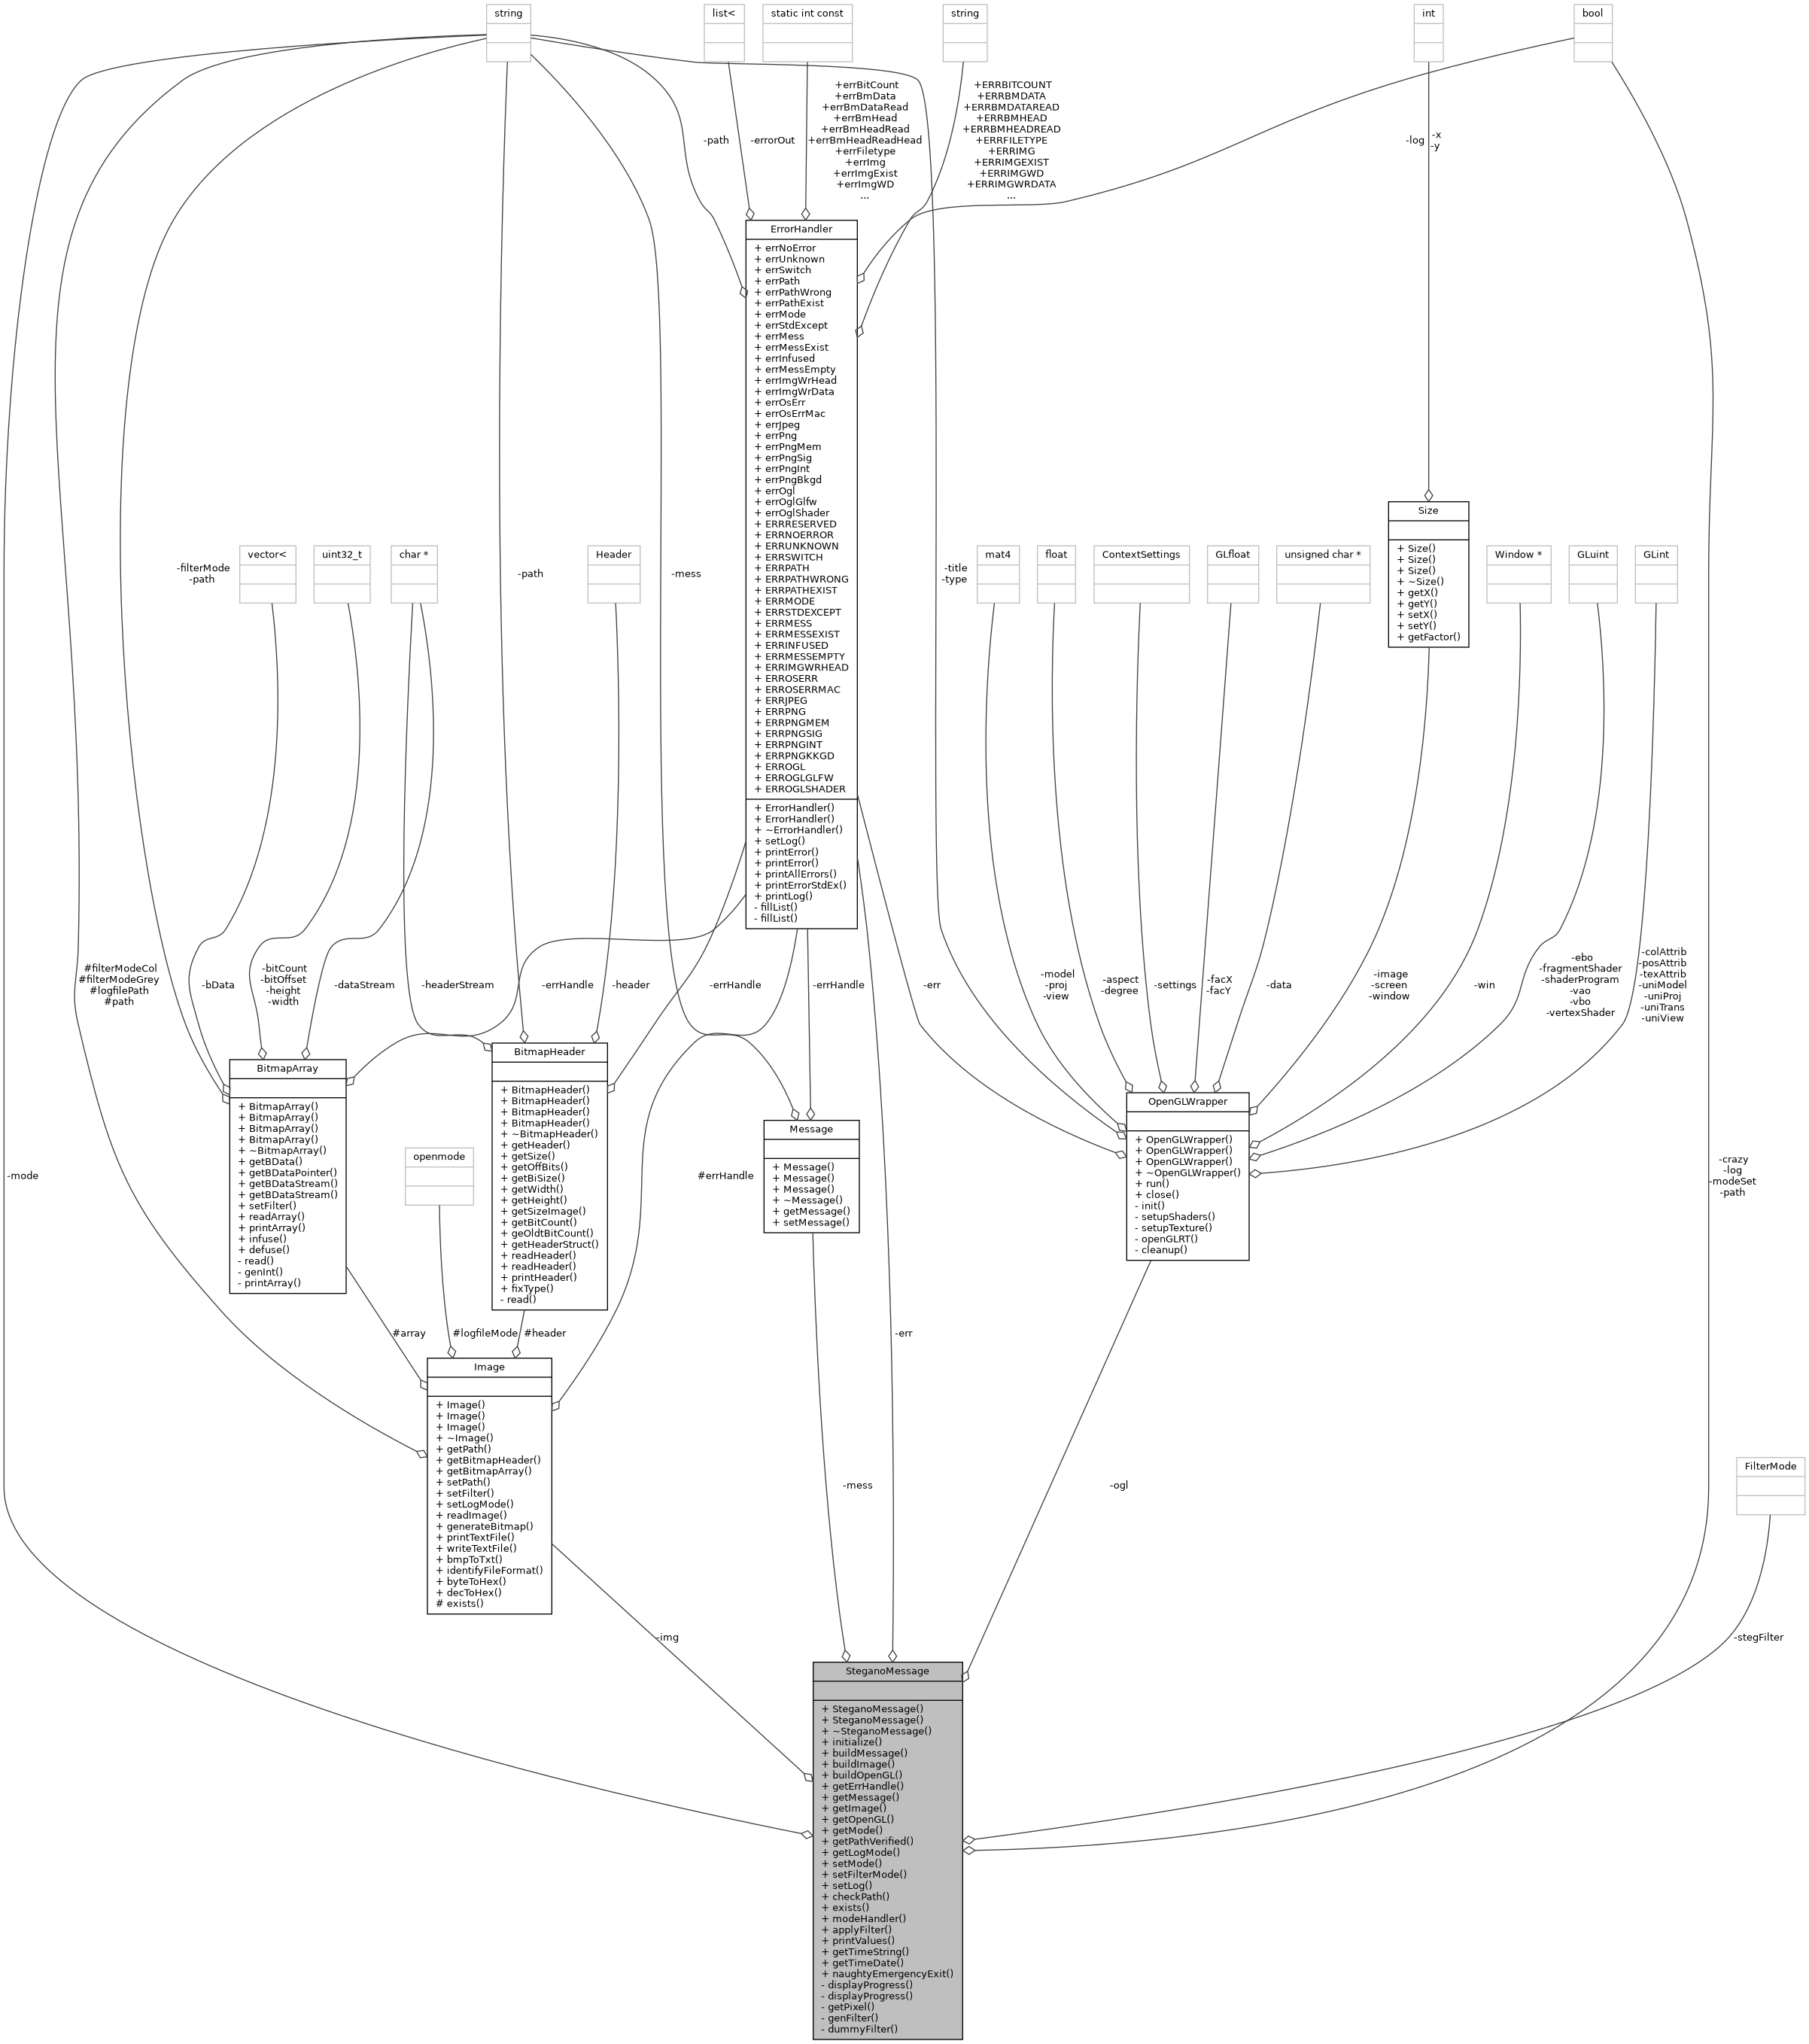 string
list<
static int const
string
int
bool
+errBitCount
+errBmData
+errBmDataRead
+errBmHead
+errBmHeadRead
+errBmHeadReadHead
+errFiletype
+errImg
+errImgExist
+errImgWD
...
+ERRBITCOUNT
+ERRBMDATA
+ERRBMDATAREAD
+ERRBMHEAD
+ERRBMHEADREAD
+ERRFILETYPE
+ERRIMG
+ERRIMGEXIST
+ERRIMGWD
+ERRIMGWRDATA
...
-path
-errorOut
-log
-x
-y
ErrorHandler
+ errNoError
+ errUnknown
+ errSwitch
+ errPath
+ errPathWrong
+ errPathExist
+ errMode
+ errStdExcept
+ errMess
+ errMessExist
+ errInfused
+ errMessEmpty
+ errImgWrHead
+ errImgWrData
+ errOsErr
+ errOsErrMac
+ errJpeg
+ errPng
+ errPngMem
+ errPngSig
+ errPngInt
+ errPngBkgd
+ errOgl
+ errOglGlfw
+ errOglShader
+ ERRRESERVED
+ ERRNOERROR
+ ERRUNKNOWN
+ ERRSWITCH
+ ERRPATH
+ ERRPATHWRONG
+ ERRPATHEXIST
+ ERRMODE
+ ERRSTDEXCEPT
+ ERRMESS
+ ERRMESSEXIST
+ ERRINFUSED
+ ERRMESSEMPTY
+ ERRIMGWRHEAD
+ ERROSERR
+ ERROSERRMAC
+ ERRJPEG
+ ERRPNG
+ ERRPNGMEM
+ ERRPNGSIG
+ ERRPNGINT
+ ERRPNGKKGD
+ ERROGL
+ ERROGLGLFW
+ ERROGLSHADER
+ ErrorHandler()
+ ErrorHandler()
+ ~ErrorHandler()
+ setLog()
+ printError()
+ printError()
+ printAllErrors()
+ printErrorStdEx()
+ printLog()
- fillList()
- fillList()
Size
+ Size()
+ Size()
+ Size()
+ ~Size()
+ getX()
+ getY()
+ setX()
+ setY()
+ getFactor()
-filterMode
-path
vector<
uint32_t
char *
-path
Header
-mess
-title
-type
mat4
float
ContextSettings
GLfloat
unsigned char *
Window *
GLuint
GLint
#filterModeCol
#filterModeGrey
#logfilePath
#path
-bData
-bitCount
-bitOffset
-height
-width
-dataStream
-headerStream
-errHandle
-header
-errHandle
-errHandle
-err
-model
-proj
-view
-aspect
-degree
-settings
-facX
-facY
-data
-image
-screen
-window
-win
-ebo
-fragmentShader
-shaderProgram
-vao
-vbo
-vertexShader
-colAttrib
-posAttrib
-texAttrib
-uniModel
-uniProj
-uniTrans
-uniView
BitmapArray
+ BitmapArray()
+ BitmapArray()
+ BitmapArray()
+ BitmapArray()
+ ~BitmapArray()
+ getBData()
+ getBDataPointer()
+ getBDataStream()
+ getBDataStream()
+ setFilter()
+ readArray()
+ printArray()
+ infuse()
+ defuse()
- read()
- genInt()
- printArray()
BitmapHeader
+ BitmapHeader()
+ BitmapHeader()
+ BitmapHeader()
+ BitmapHeader()
+ ~BitmapHeader()
+ getHeader()
+ getSize()
+ getOffBits()
+ getBiSize()
+ getWidth()
+ getHeight()
+ getSizeImage()
+ getBitCount()
+ geOldtBitCount()
+ getHeaderStruct()
+ readHeader()
+ readHeader()
+ printHeader()
+ fixType()
- read()
Message
+ Message()
+ Message()
+ Message()
+ ~Message()
+ getMessage()
+ setMessage()
OpenGLWrapper
+ OpenGLWrapper()
+ OpenGLWrapper()
+ OpenGLWrapper()
+ ~OpenGLWrapper()
+ run()
+ close()
- init()
- setupShaders()
- setupTexture()
- openGLRT()
- cleanup()
-mode
openmode
#errHandle
-crazy
-log
-modeSet
-path
#array
#logfileMode
#header
-err
Image
+ Image()
+ Image()
+ Image()
+ ~Image()
+ getPath()
+ getBitmapHeader()
+ getBitmapArray()
+ setPath()
+ setFilter()
+ setLogMode()
+ readImage()
+ generateBitmap()
+ printTextFile()
+ writeTextFile()
+ bmpToTxt()
+ identifyFileFormat()
+ byteToHex()
+ decToHex()
# exists()
-mess
-ogl
FilterMode
-img
-stegFilter
SteganoMessage
+ SteganoMessage()
+ SteganoMessage()
+ ~SteganoMessage()
+ initialize()
+ buildMessage()
+ buildImage()
+ buildOpenGL()
+ getErrHandle()
+ getMessage()
+ getImage()
+ getOpenGL()
+ getMode()
+ getPathVerified()
+ getLogMode()
+ setMode()
+ setFilterMode()
+ setLog()
+ checkPath()
+ exists()
+ modeHandler()
+ applyFilter()
+ printValues()
+ getTimeString()
+ getTimeDate()
+ naughtyEmergencyExit()
- displayProgress()
- displayProgress()
- getPixel()
- genFilter()
- dummyFilter()